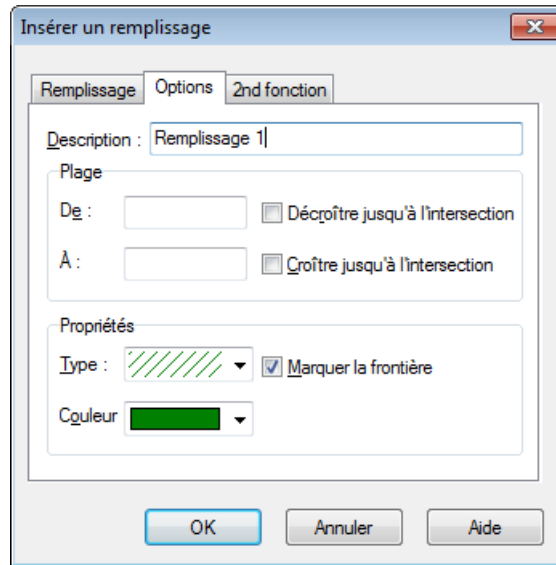 Insérer un remplissage
Remplissage Options 2nd fonction
Description : Remplissage 1
Plage
De : Décroître jusqu'à l'intersection
À : Croître jusqu'à l'intersection
Propriétés
Type : Marquer la frontière
Couleur
OK Annuler Aide